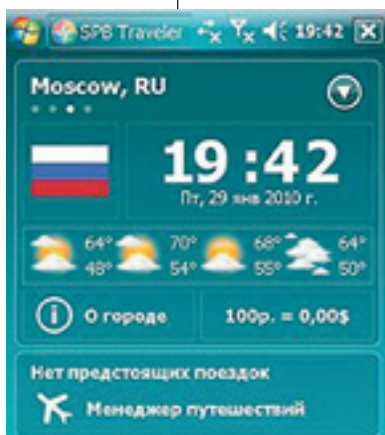 SPB Traveler 19:42
Moscow, RU
19:42
Пт, 29 янв 2010 г.
64° 70° 68° 64°
48° 54° 55° 50°
О городе 100р. = 0,00$
Нет предстоящих поездок
Менеджер путешествий